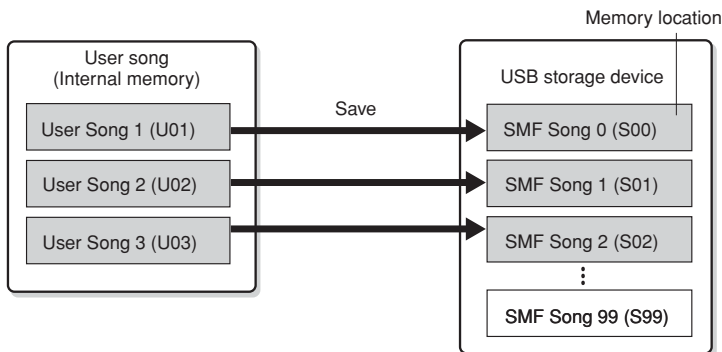 Memory location
User song
(Internal memory)
USB storage device
Save
User Song 1 (U01)
SMF Song 0 (S00)
User Song 2 (U02)
SMF Song 1 (S01)
User Song 3 (U03)
SMF Song 2 (S02)
SMF Song 99 (S99)